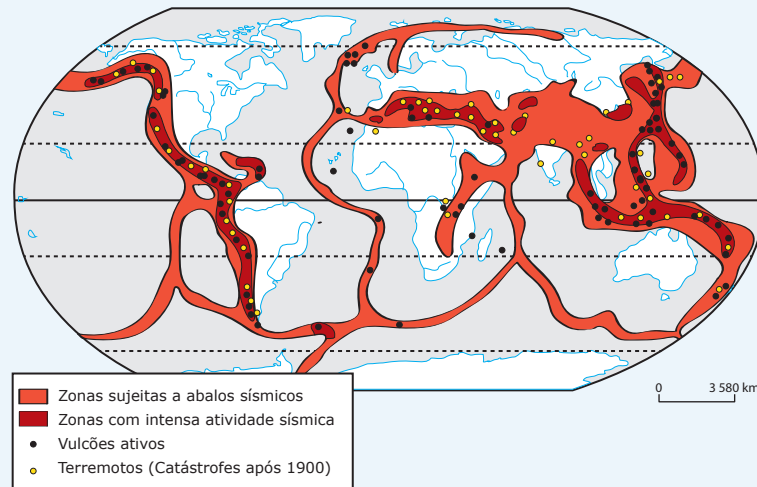 0 3 580 km
Zonas sujeitas a abalos sísmicos
Zonas com intensa atividade sísmica
Vulcões ativos
Terremotos (Catástrofes após 1900)